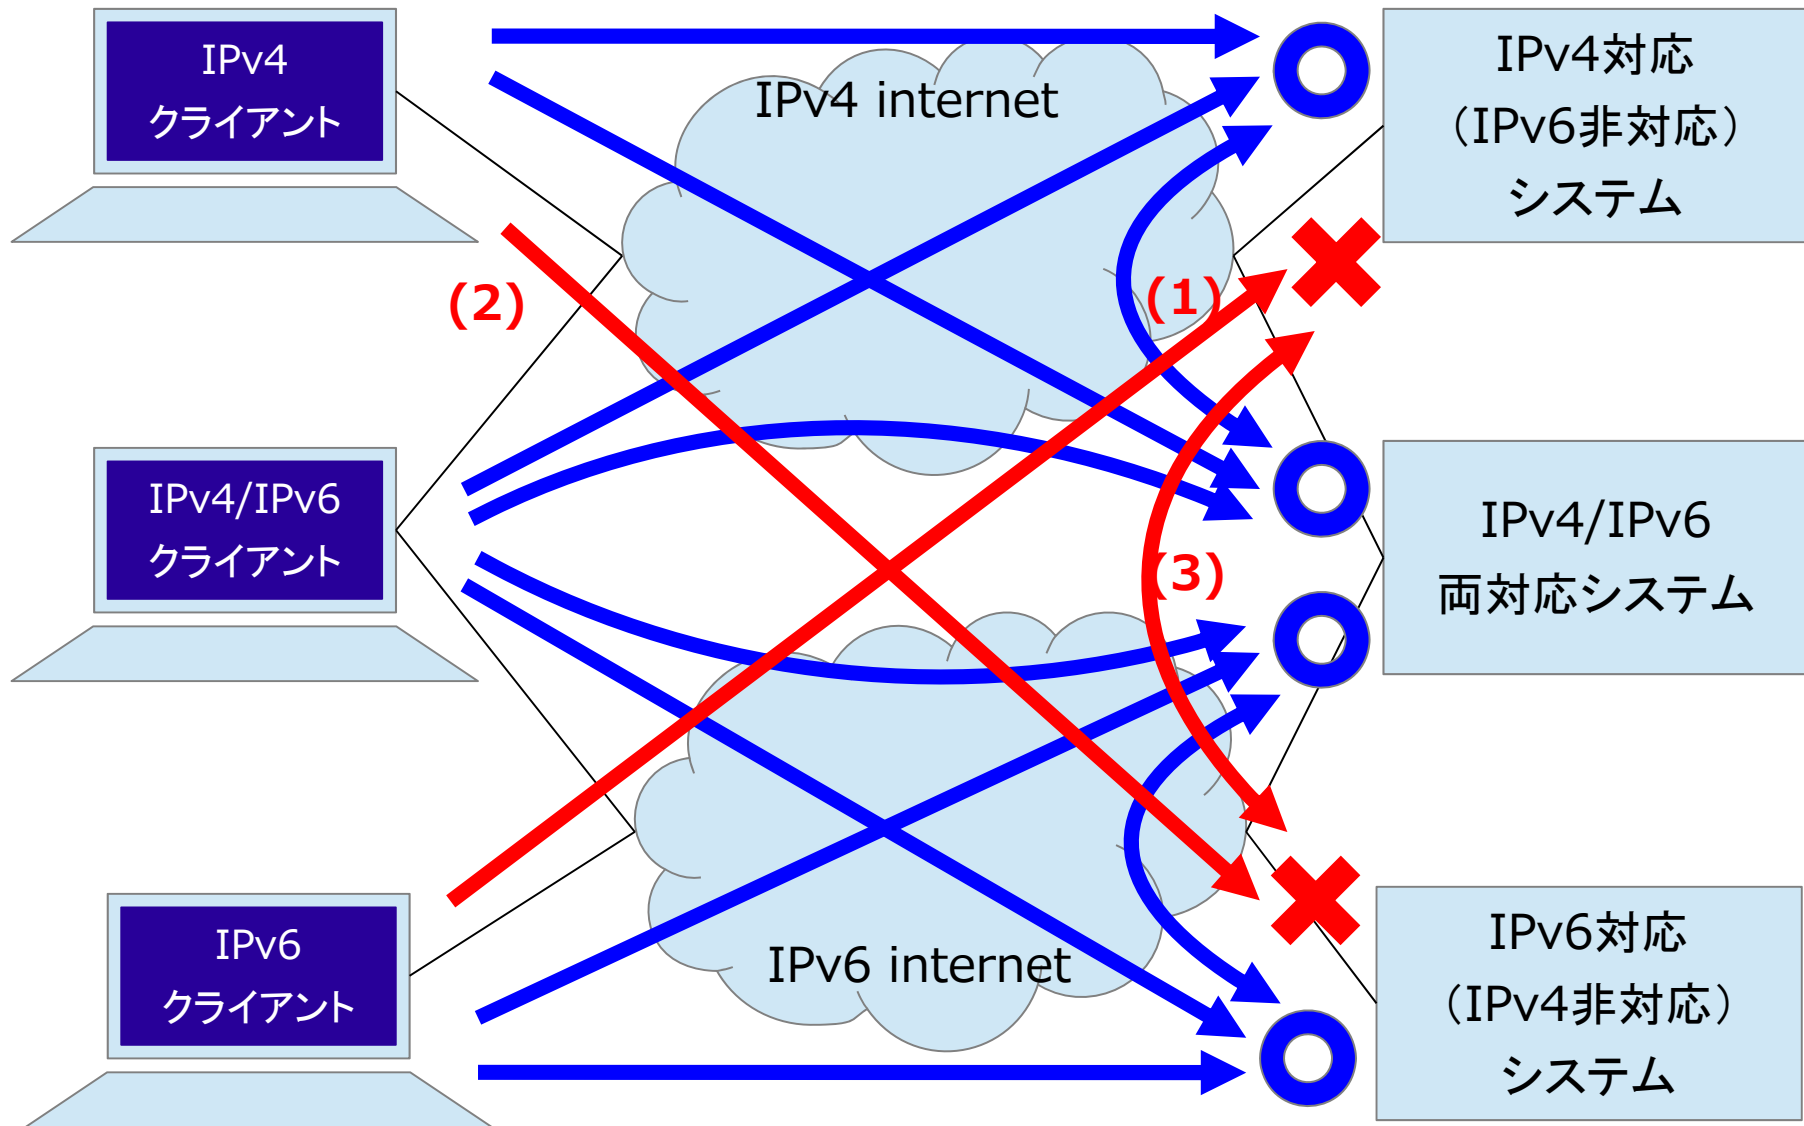 IPv4
クライアント
IPv4 internet
IPv4対応
（IPv6非対応）
システム
(2)
(1)
IPv4/IPv6
クライアント
IPv4/IPv6
両対応システム
(3)
IPv6
クライアント
IPv6 internet
IPv6対応
（IPv4非対応）
システム